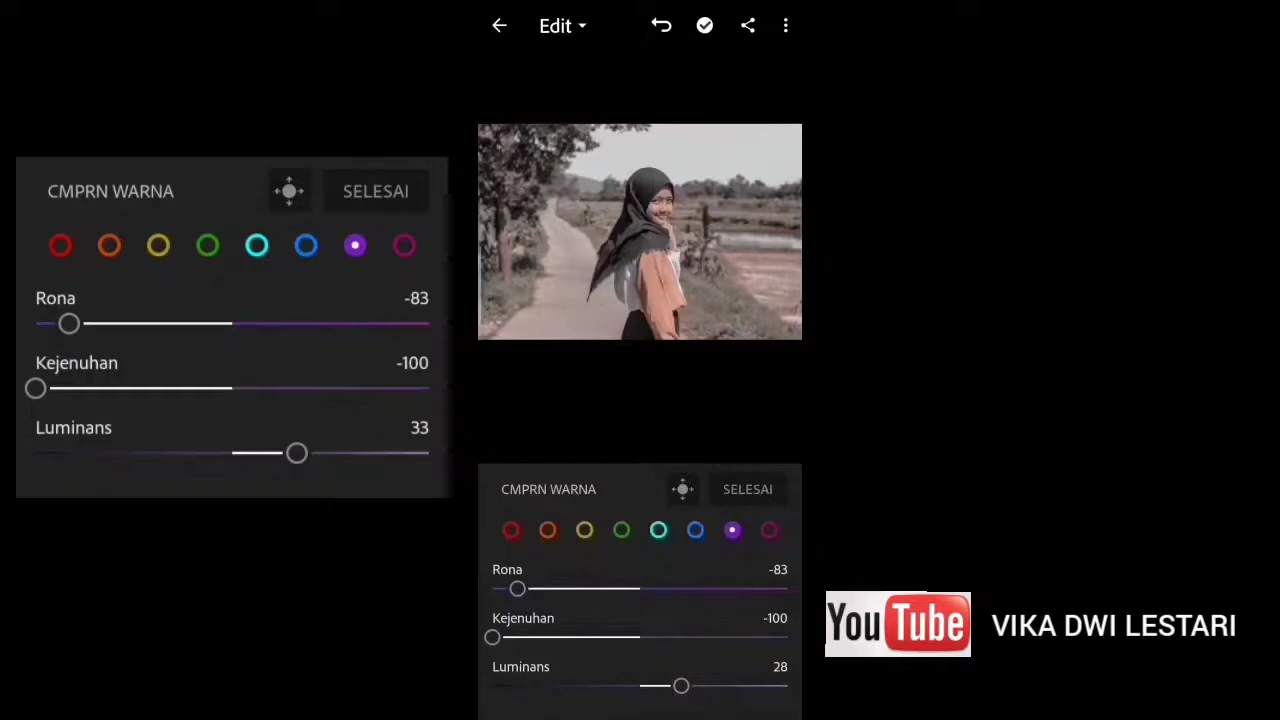 Edit
CMPRN WARNA SELESAI
Rona -83
Kejenuhan -100
Luminans 33
CMPRN WARNA SELESAI
Rona -83
Kejenuhan -100
Luminans 28
YouTube VIKA DWI LESTARI